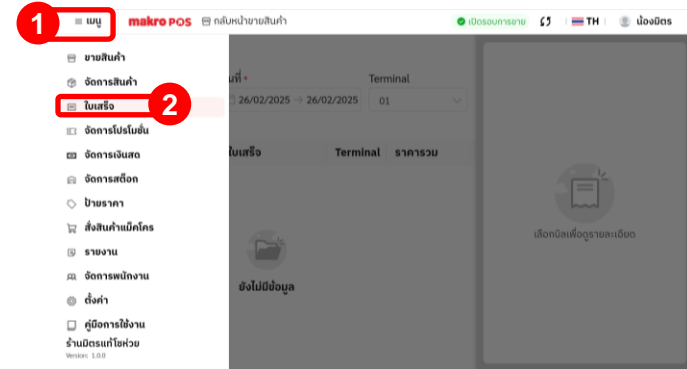 1
เมนู
makro POS
กลับหน้าขายสินค้า
เปิดรอบการขาย
TH
น้องมิตร
ขายสินค้า
จัดการสินค้า
ใบเสร็จ
2
จัดการโปรโมชั่น
จัดการเงินสด
จัดการสต็อก
ป้ายราคา
สั่งสินค้าแม็คโคร
รายงาน
จัดการพนักงาน
ตั้งค่า
คู่มือการใช้งาน
ร้านมิตรแท้โชห่วย
Version: 1.0.0
นที่ •
Terminal
26/02/2025 → 26/02/2025
01
ใบเสร็จ
Terminal
ราคารวม
ยังไม่มีข้อมูล
เลือกบิลเพื่อดูรายละเอียด